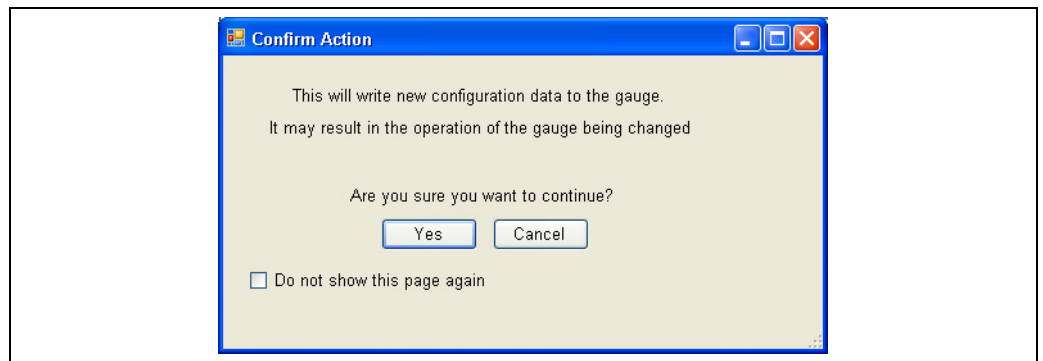 Confirm Action
This will write new configuration data to the gauge.
It may result in the operation of the gauge being changed
Are you sure you want to continue?
Yes Cancel
Do not show this page again